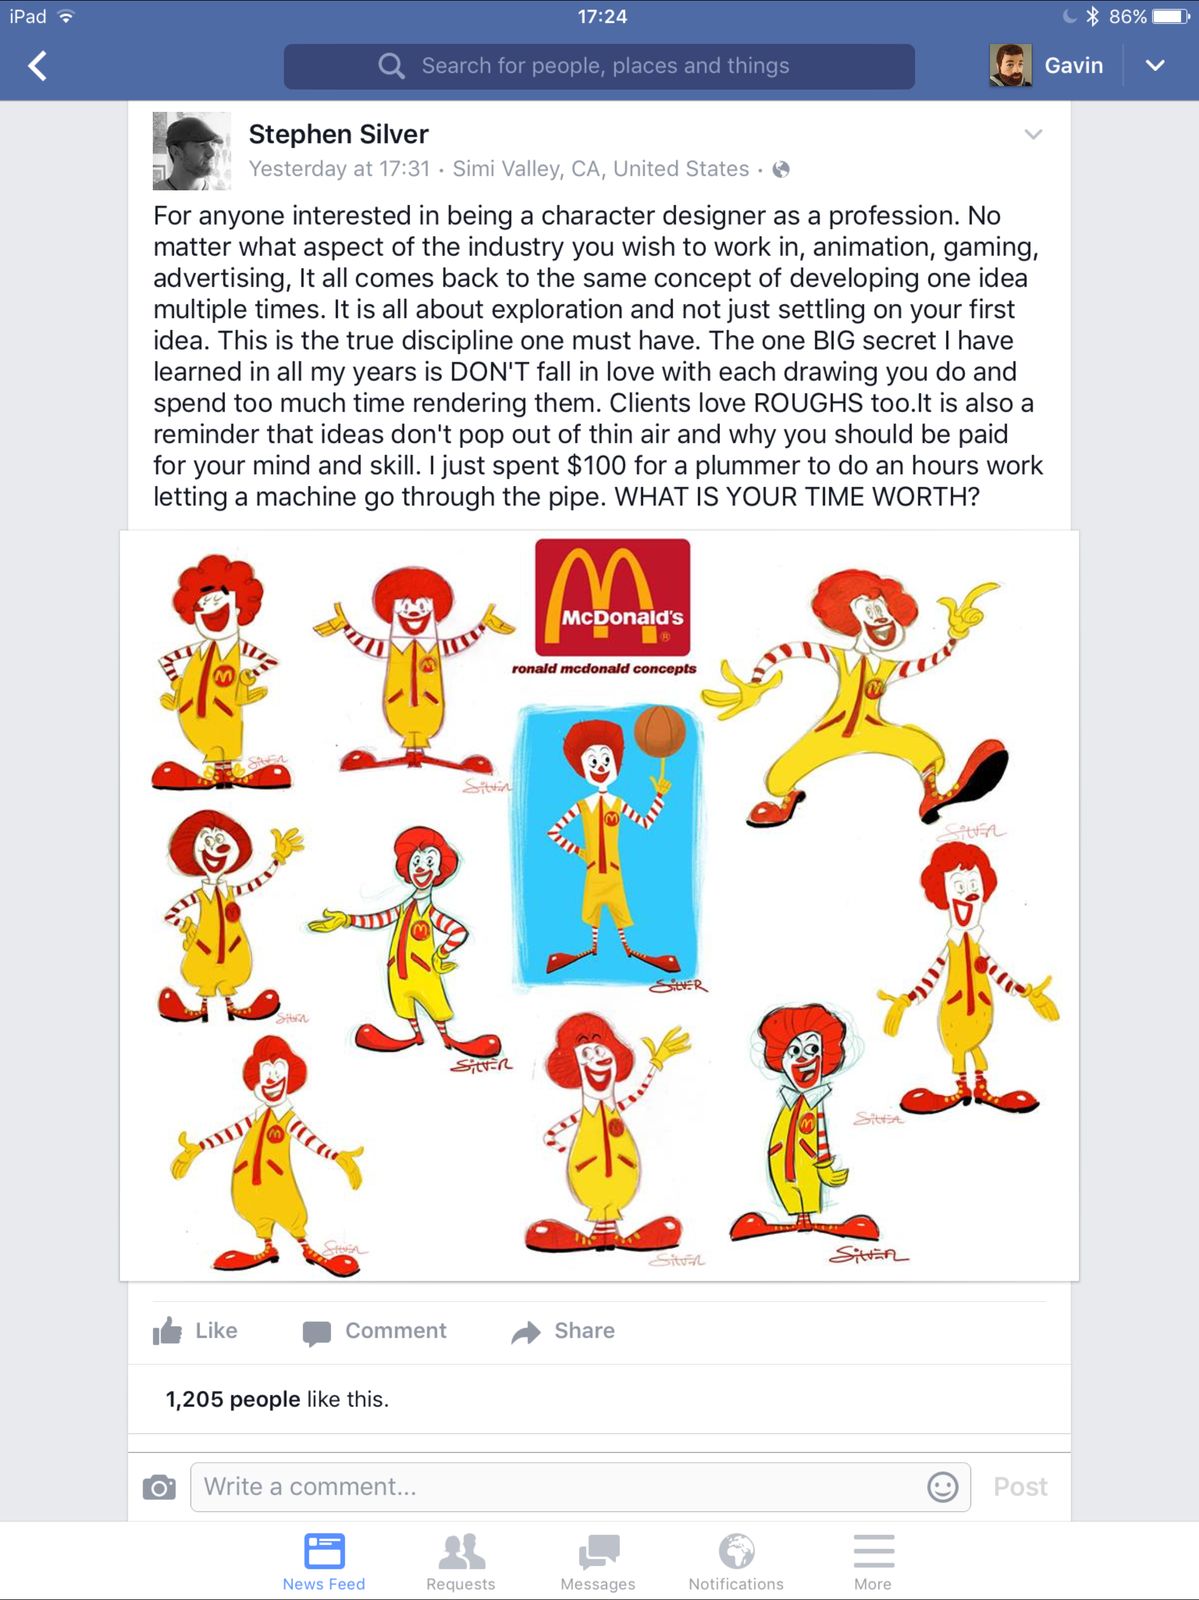 iPad 17:24 86%
Search for people, places and things
Gavin
Stephen Silver
Yesterday at 17:31 · Simi Valley, CA, United States ·
For anyone interested in being a character designer as a profession. No
matter what aspect of the industry you wish to work in, animation, gaming,
advertising, It all comes back to the same concept of developing one idea
multiple times. It is all about exploration and not just settling on your first
idea. This is the true discipline one must have. The one BIG secret I have
learned in all my years is DON'T fall in love with each drawing you do and
spend too much time rendering them. Clients love ROUGHS too.It is also a
reminder that ideas don't pop out of thin air and why you should be paid
for your mind and skill. I just spent $100 for a plummer to do an hours work
letting a machine go through the pipe. WHAT IS YOUR TIME WORTH?
McDonald's
®
ronald mcdonald concepts
SILVER
SILVER
SILVER
SILVER
SILVER
SILVER
SILVER
SILVER
SILVER
SILVER
Like Comment Share
1,205 people like this.
Write a comment... Post
News Feed Requests Messages Notifications More